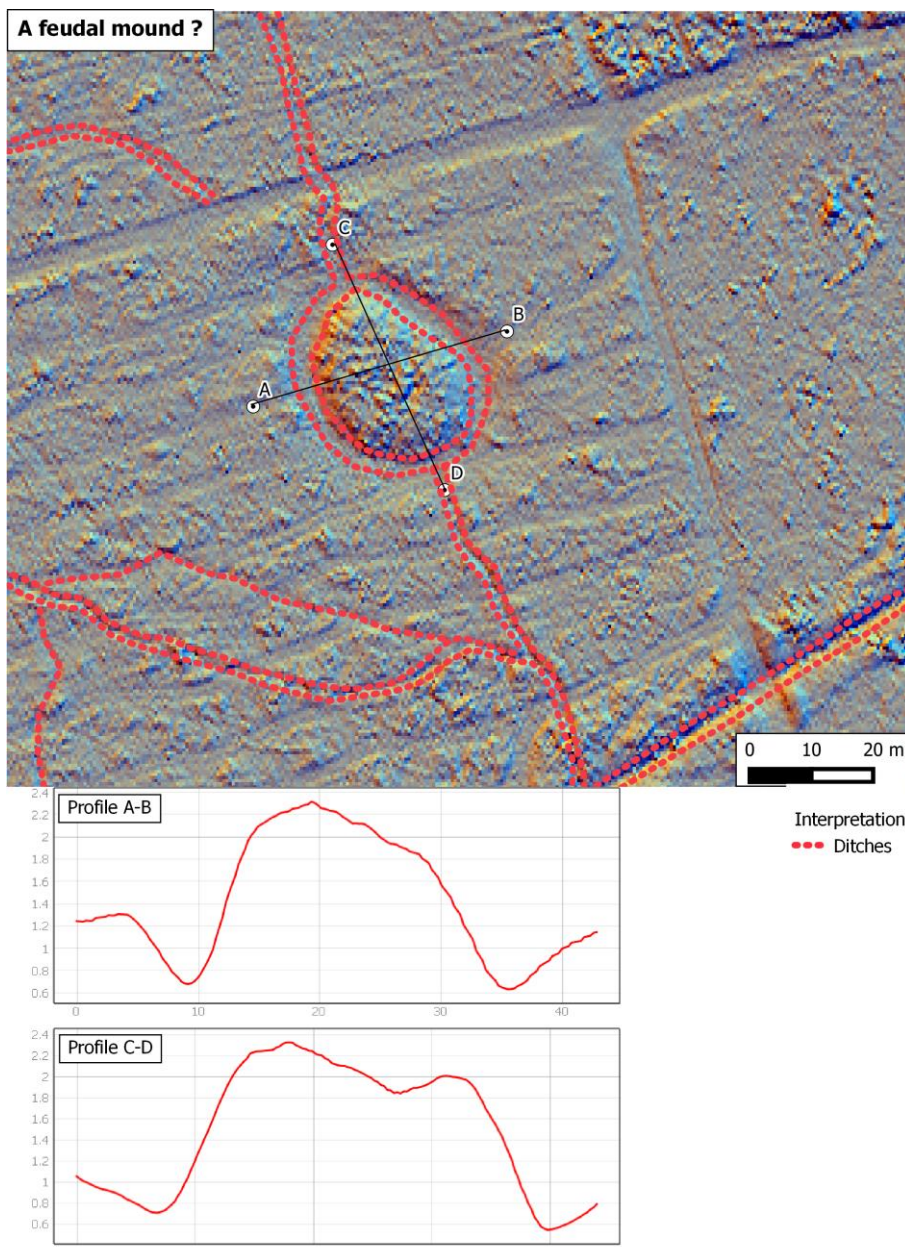 A feudal mound ?
C
B
A
D
0 10 20 m
Interpretation
Ditches
Profile A-B
2.4
2.2
2
1.8
1.6
1.4
1.2
1
0.8
0.6
0 10 20 30 40
Profile C-D
2.4
2.2
2
1.8
1.6
1.4
1.2
1
0.8
0.6